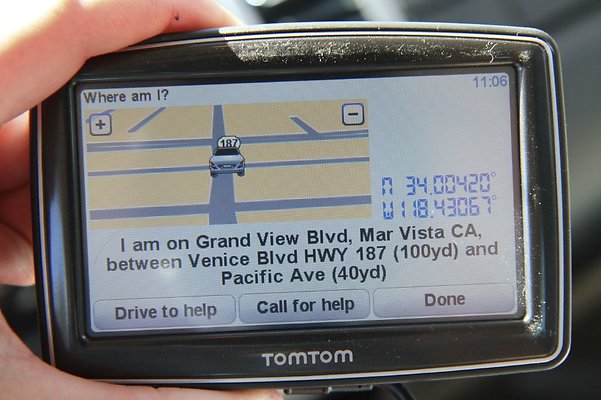 Where am I?
11:06
+
-
187
N 34.00420°
W118.43067°
I am on Grand View Blvd, Mar Vista CA,
between Venice Blvd HWY 187 (100yd) and
Pacific Ave (40yd)
Drive to help
Call for help
Done
TOMTOM